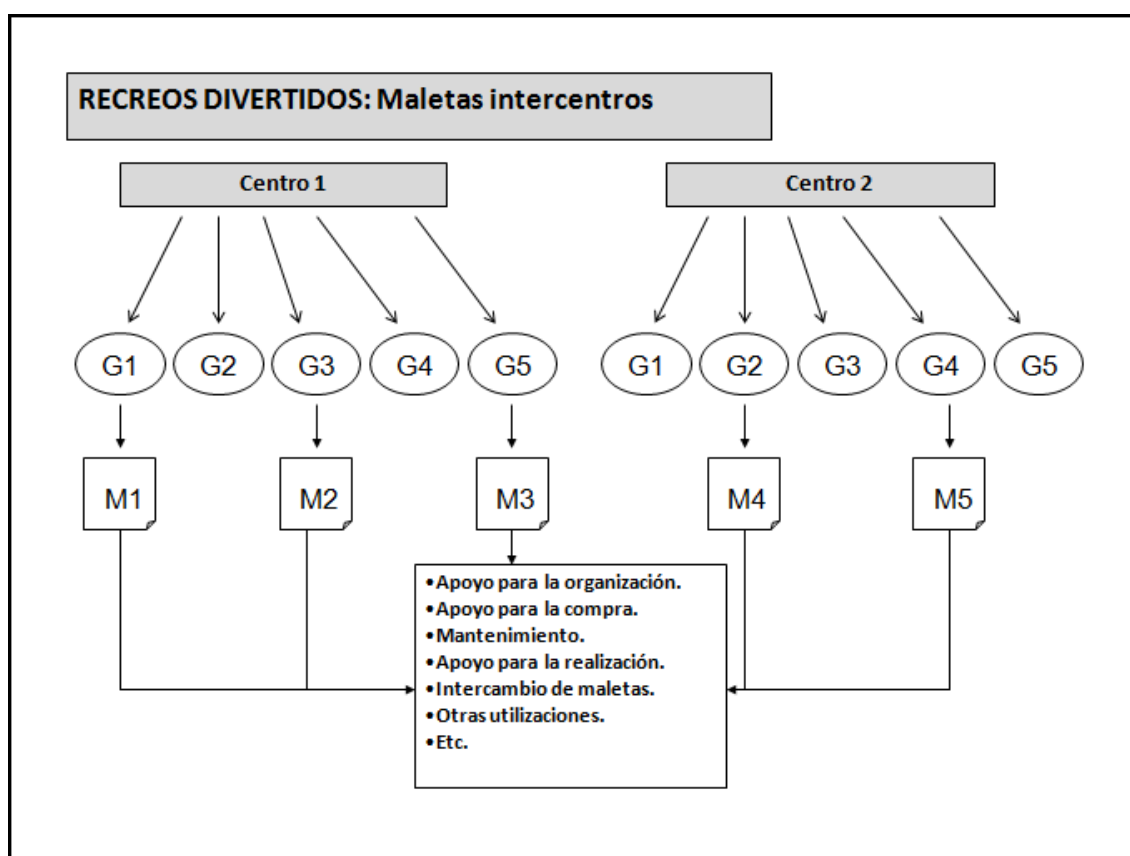 RECREOS DIVERTIDOS: Maletas intercentros
Centro 1
Centro 2
G1 G2 G3 G4 G5
G1 G2 G3 G4 G5
M1 M2 M3
M4 M5
•Apoyo para la organización.
•Apoyo para la compra.
•Mantenimiento.
•Apoyo para la realización.
•Intercambio de maletas.
•Otras utilizaciones.
•Etc.